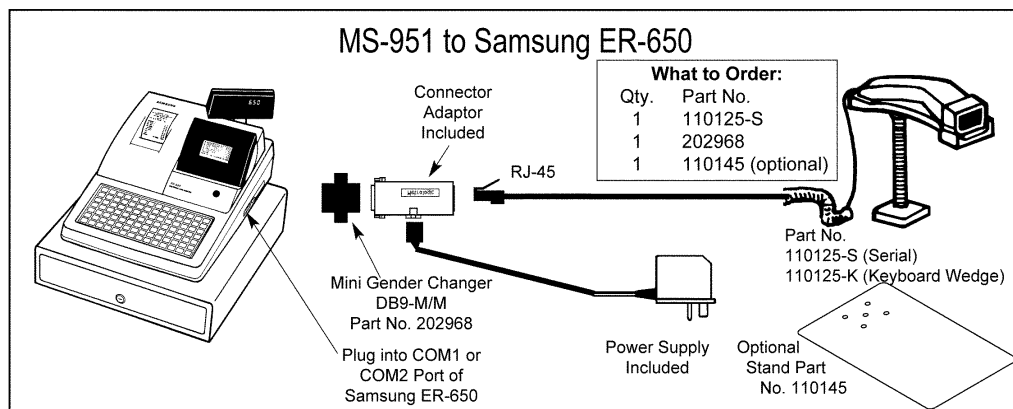 MS-951 to Samsung ER-650
What to Order:
Qty. Part No.
1 110125-S
1 202968
1 110145 (optional)
650
SAMSUNG
Connector
Adaptor
Included
RJ-45
Part No.
110125-S (Serial)
110125-K (Keyboard Wedge)
Mini Gender Changer
DB9-M/M
Part No. 202968
Plug into COM1 or
COM2 Port of
Samsung ER-650
Power Supply
Included
Optional
Stand Part
No. 110145